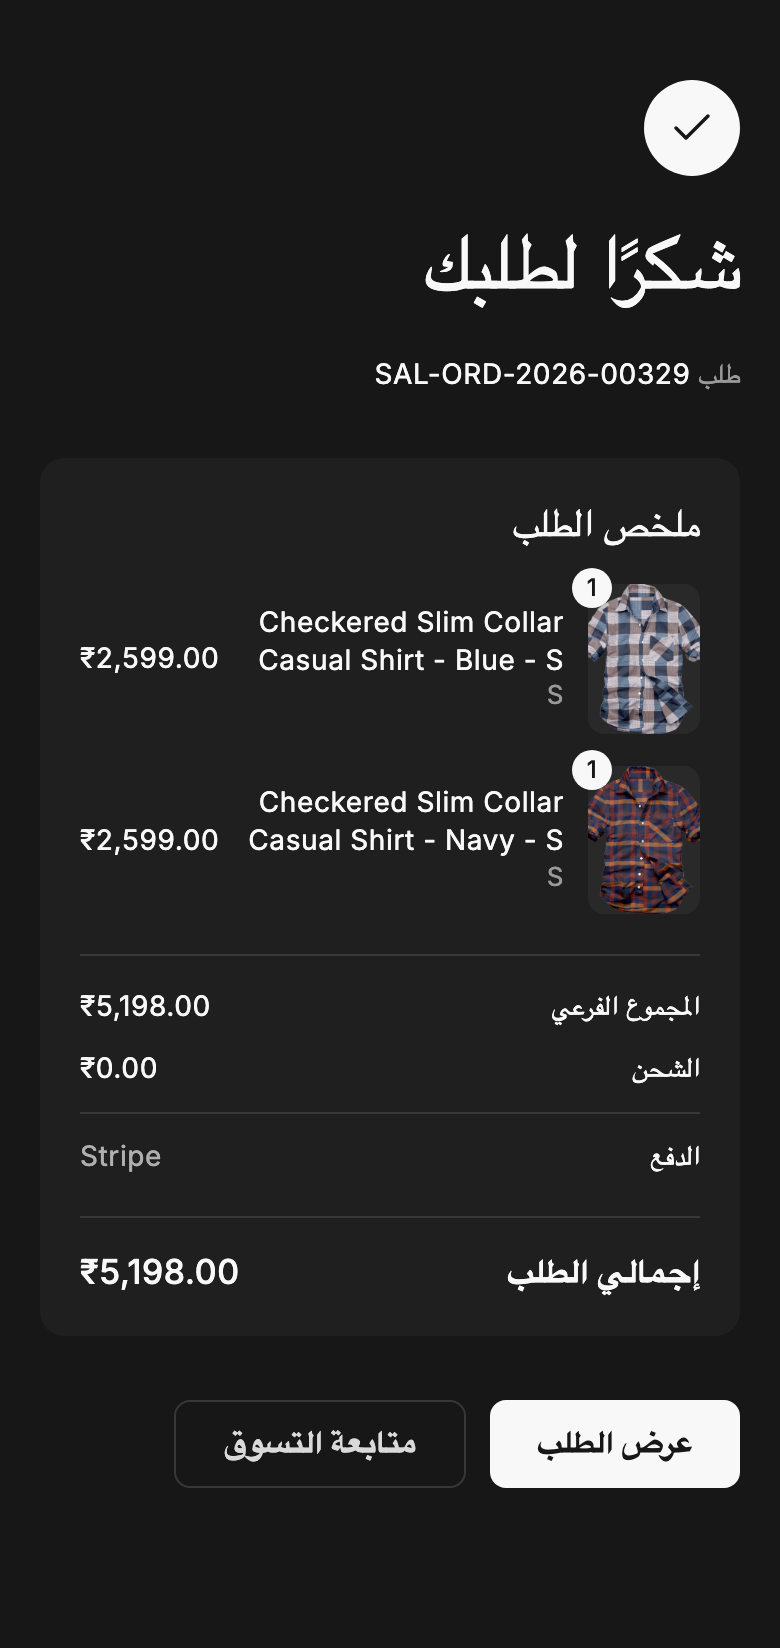 شكرًا لطلبك
طلب SAL-ORD-2026-00329
ملخص الطلب
1
Checkered Slim Collar
Casual Shirt - Blue - S
S
₹2,599.00
1
Checkered Slim Collar
Casual Shirt - Navy - S
S
₹2,599.00
المجموع الفرعي ₹5,198.00
الشحن ₹0.00
الدفع Stripe
إجمالي الطلب ₹5,198.00
عرض الطلب
متابعة التسوق